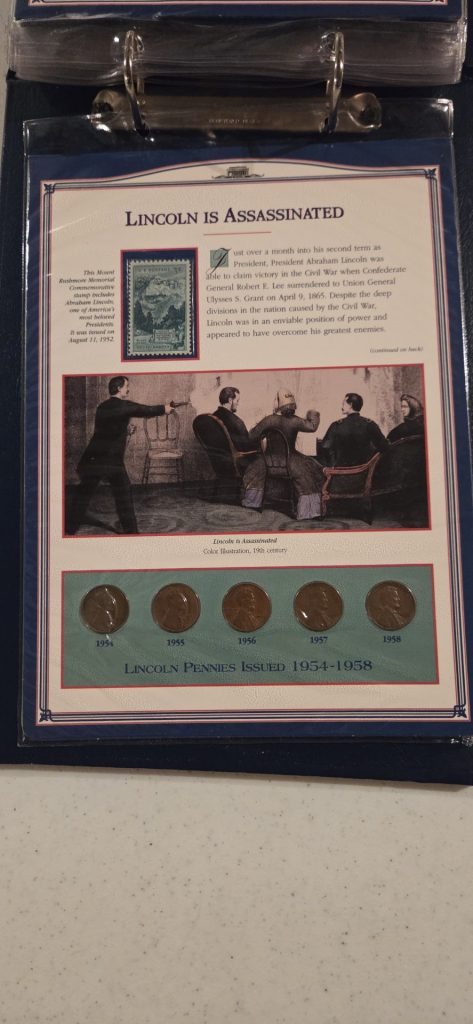 LINCOLN IS ASSASSINATED
This Mount
Rushmore Memorial
Commemorative
stamp includes
Abraham Lincoln,
one of America's
most beloved
Presidents.
It was issued on
August 11, 1952.
Just over a month into his second term as
President, President Abraham Lincoln was
able to claim victory in the Civil War when Confederate
General Robert E. Lee surrendered to Union General
Ulysses S. Grant on April 9, 1865. Despite the deep
divisions in the nation caused by the Civil War,
Lincoln was in an enviable position of power and
appeared to have overcome his greatest enemies.
(continued on back)
Lincoln is Assassinated
Color Illustration, 19th century
1954 1955 1956 1957 1958
LINCOLN PENNIES ISSUED 1954-1958